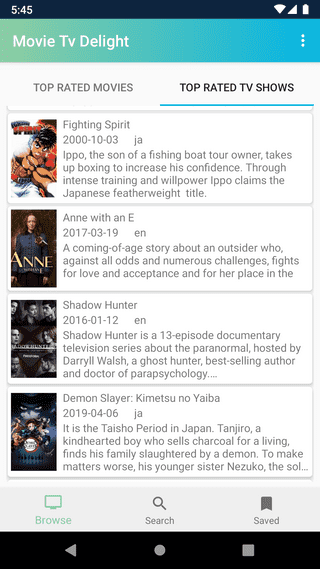 5:45
Movie Tv Delight
TOP RATED MOVIES
TOP RATED TV SHOWS
Fighting Spirit
2000-10-03 ja
Ippo, the son of a fishing boat tour owner, takes
up boxing to increase his confidence. Through
intense training and willpower Ippo claims the
Japanese featherweight title.
Anne with an E
2017-03-19 en
A coming-of-age story about an outsider who,
against all odds and numerous challenges, fights
for love and acceptance and for her place in the
ANNE
Shadow Hunter
2016-01-12 en
Shadow Hunter is a 13-episode documentary
television series about the paranormal, hosted by
Darryll Walsh, a ghost hunter, best-selling author
and doctor of parapsychology....
Demon Slayer: Kimetsu no Yaiba
2019-04-06 ja
It is the Taisho Period in Japan. Tanjiro, a
kindhearted boy who sells charcoal for a living,
finds his family slaughtered by a demon. To make
matters worse, his younger sister Nezuko, the sol...
Browse
Search
Saved